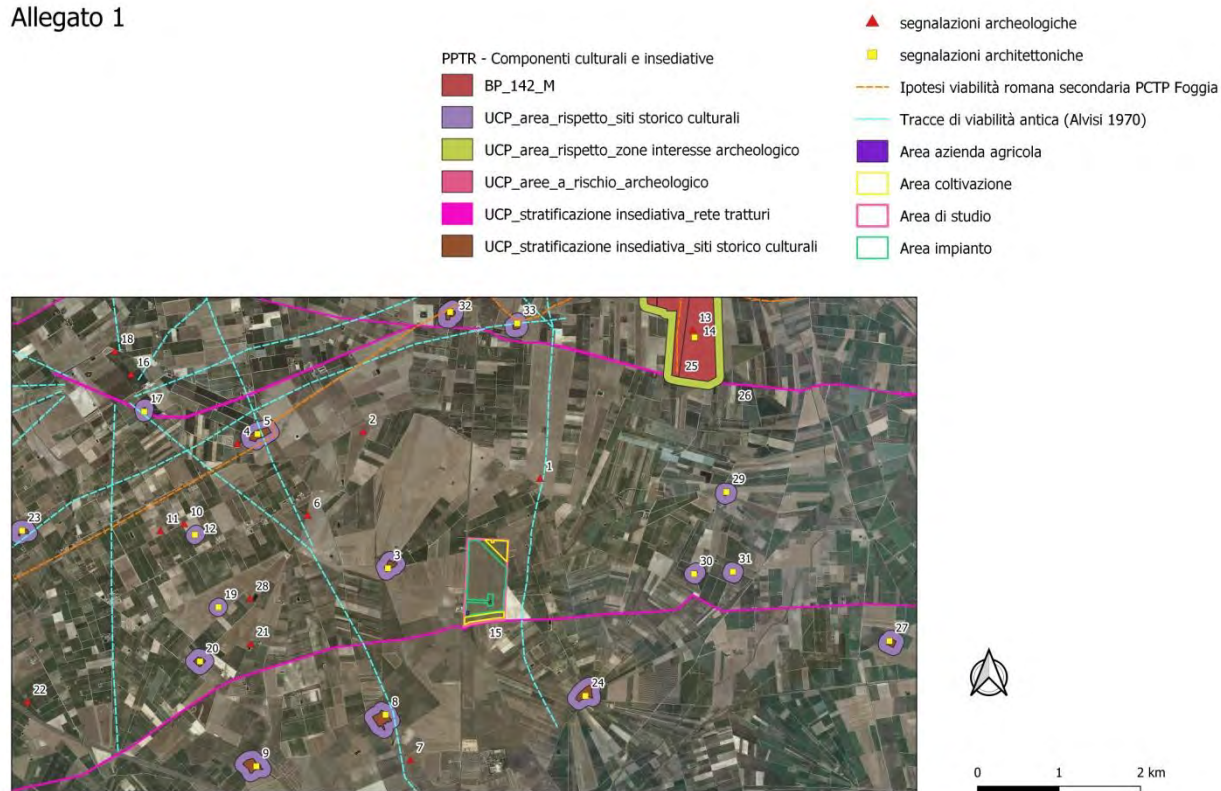 Allegato 1
PPTR - Componenti culturali e insediative
BP_142_M
UCP_area_rispetto_siti storico culturali
UCP_area_rispetto_zone interesse archeologico
UCP_aree_a_rischio_archeologico
UCP_stratificazione insediativa_rete tratturi
UCP_stratificazione insediativa_siti storico culturali
segnalazioni archeologiche
segnalazioni architettoniche
Ipotesi viabilità romana secondaria PCTP Foggia
Tracce di viabilità antica (Alvisi 1970)
Area azienda agricola
Area coltivazione
Area di studio
Area impianto
32
33
13
14
18
16
25
26
17
5
4
2
1
29
6
23
11
10
12
3
30
31
19
28
15
27
21
20
24
22
8
7
9
0 1 2 km